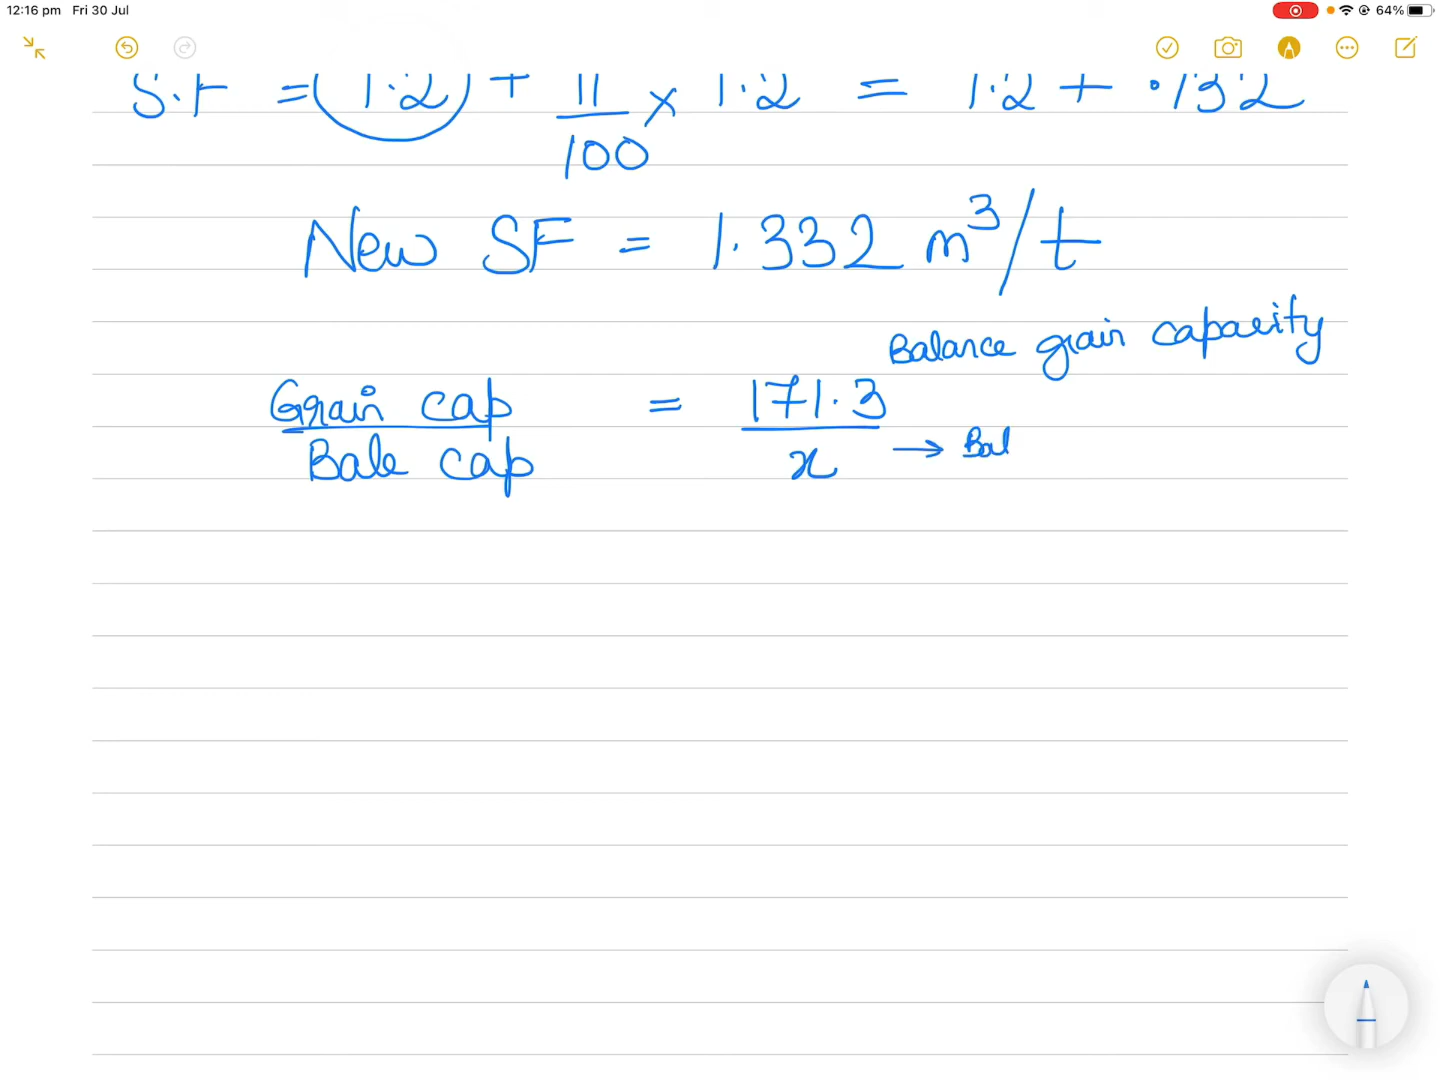 12:16 pm Fri 30 Jul 64%
S.F = (1.2) + 11/100 × 1.2 = 1.2 + .132
New SF = 1.332 m³/t
Balance grain capacity
Grain cap / Bale cap = 171.3 / x → Bal